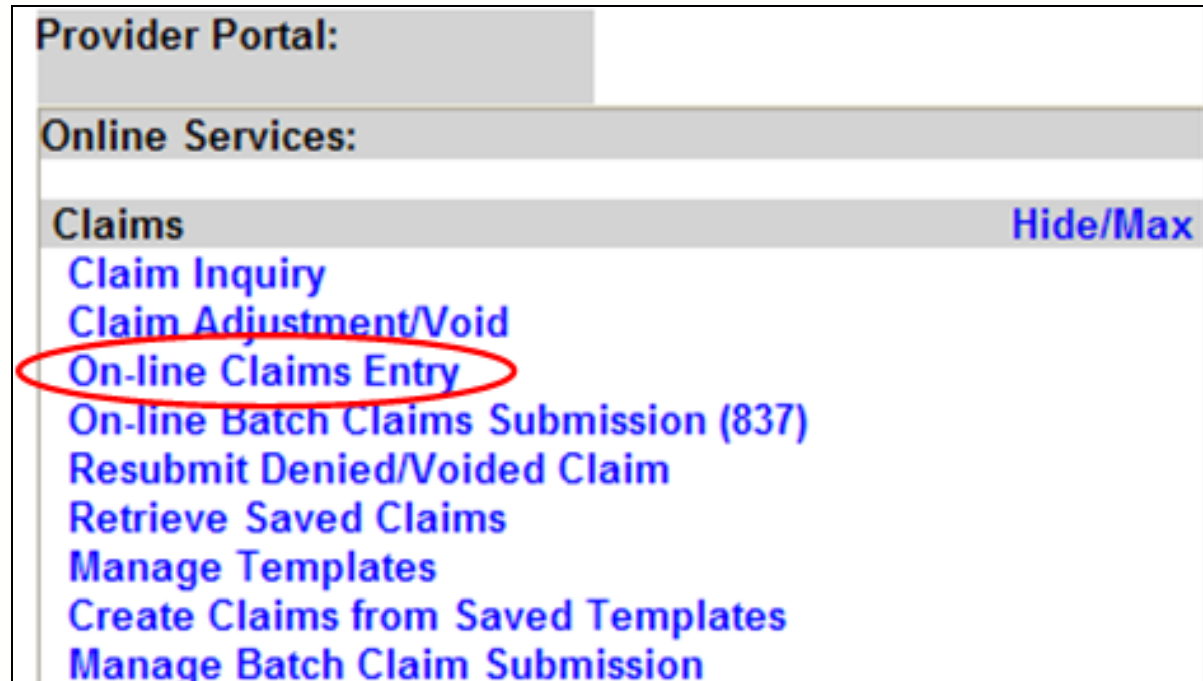 Provider Portal:
Online Services:
Claims Hide/Max
Claim Inquiry
Claim Adjustment/Void
On-line Claims Entry
On-line Batch Claims Submission (837)
Resubmit Denied/Voided Claim
Retrieve Saved Claims
Manage Templates
Create Claims from Saved Templates
Manage Batch Claim Submission